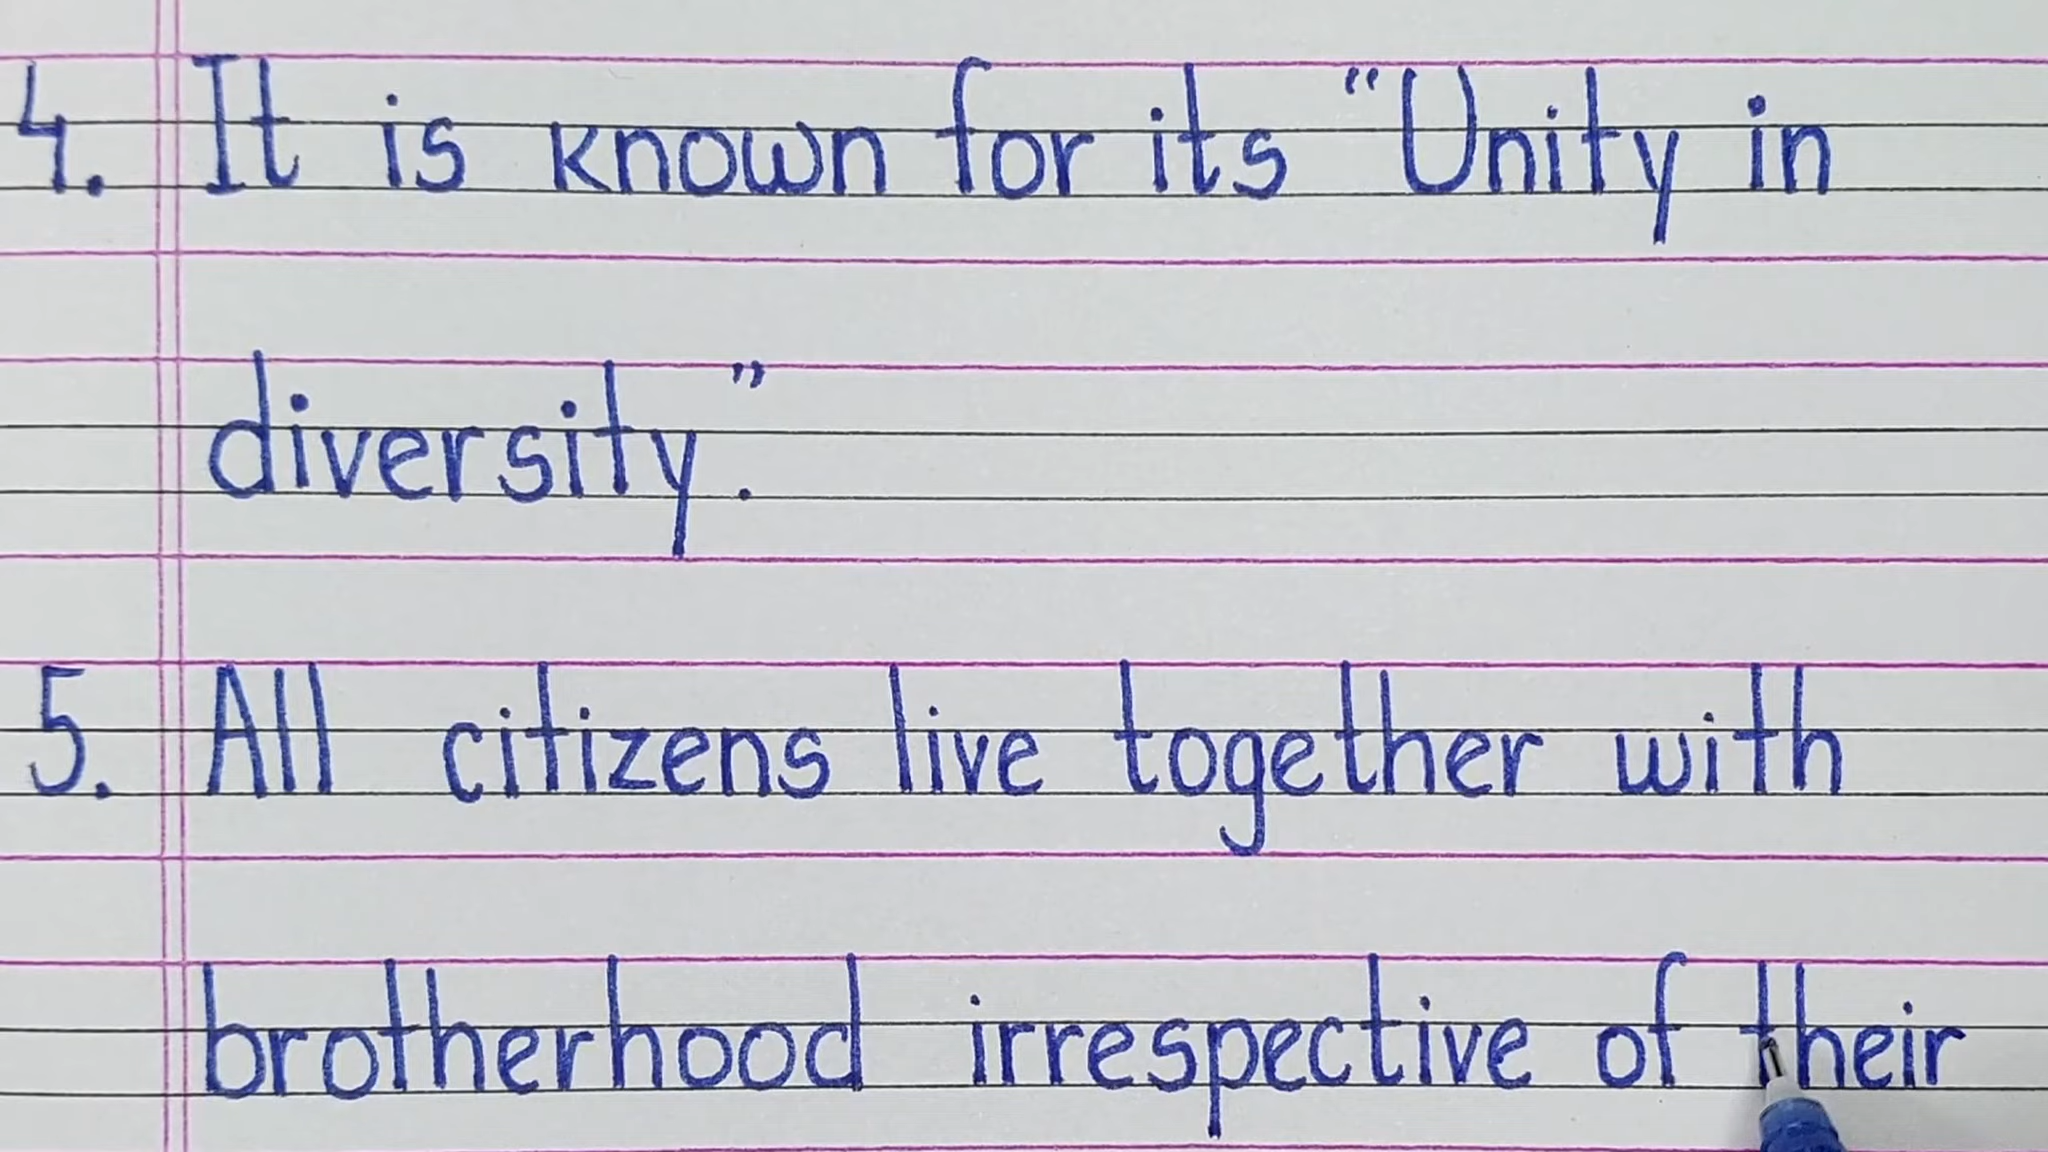 4. It is known for its “Unity in
diversity.”
5. All citizens live together with
brotherhood irrespective of their